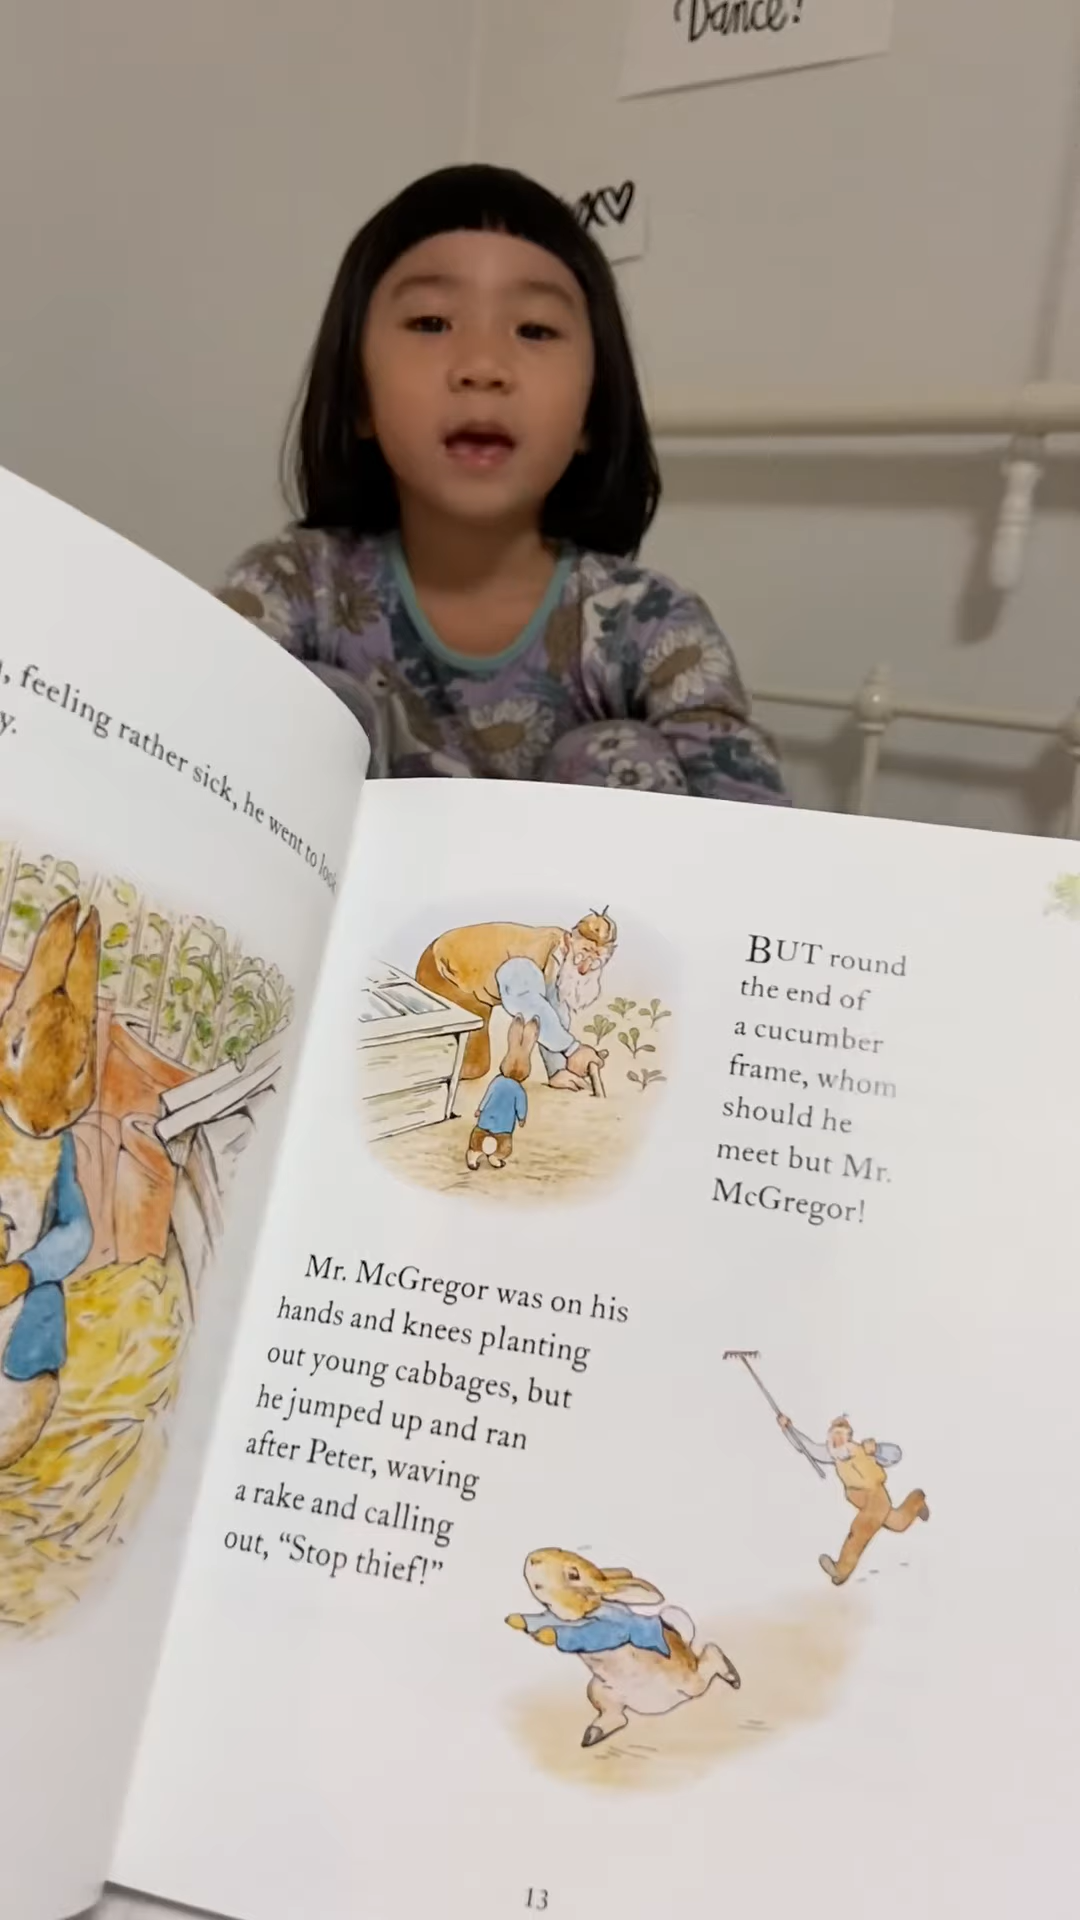 Dance!
x♡
, feeling rather sick, he went to look
y.
BUT round
the end of
a cucumber
frame, whom
should he
meet but Mr.
McGregor!
Mr. McGregor was on his
hands and knees planting
out young cabbages, but
he jumped up and ran
after Peter, waving
a rake and calling
out, “Stop thief!”
13